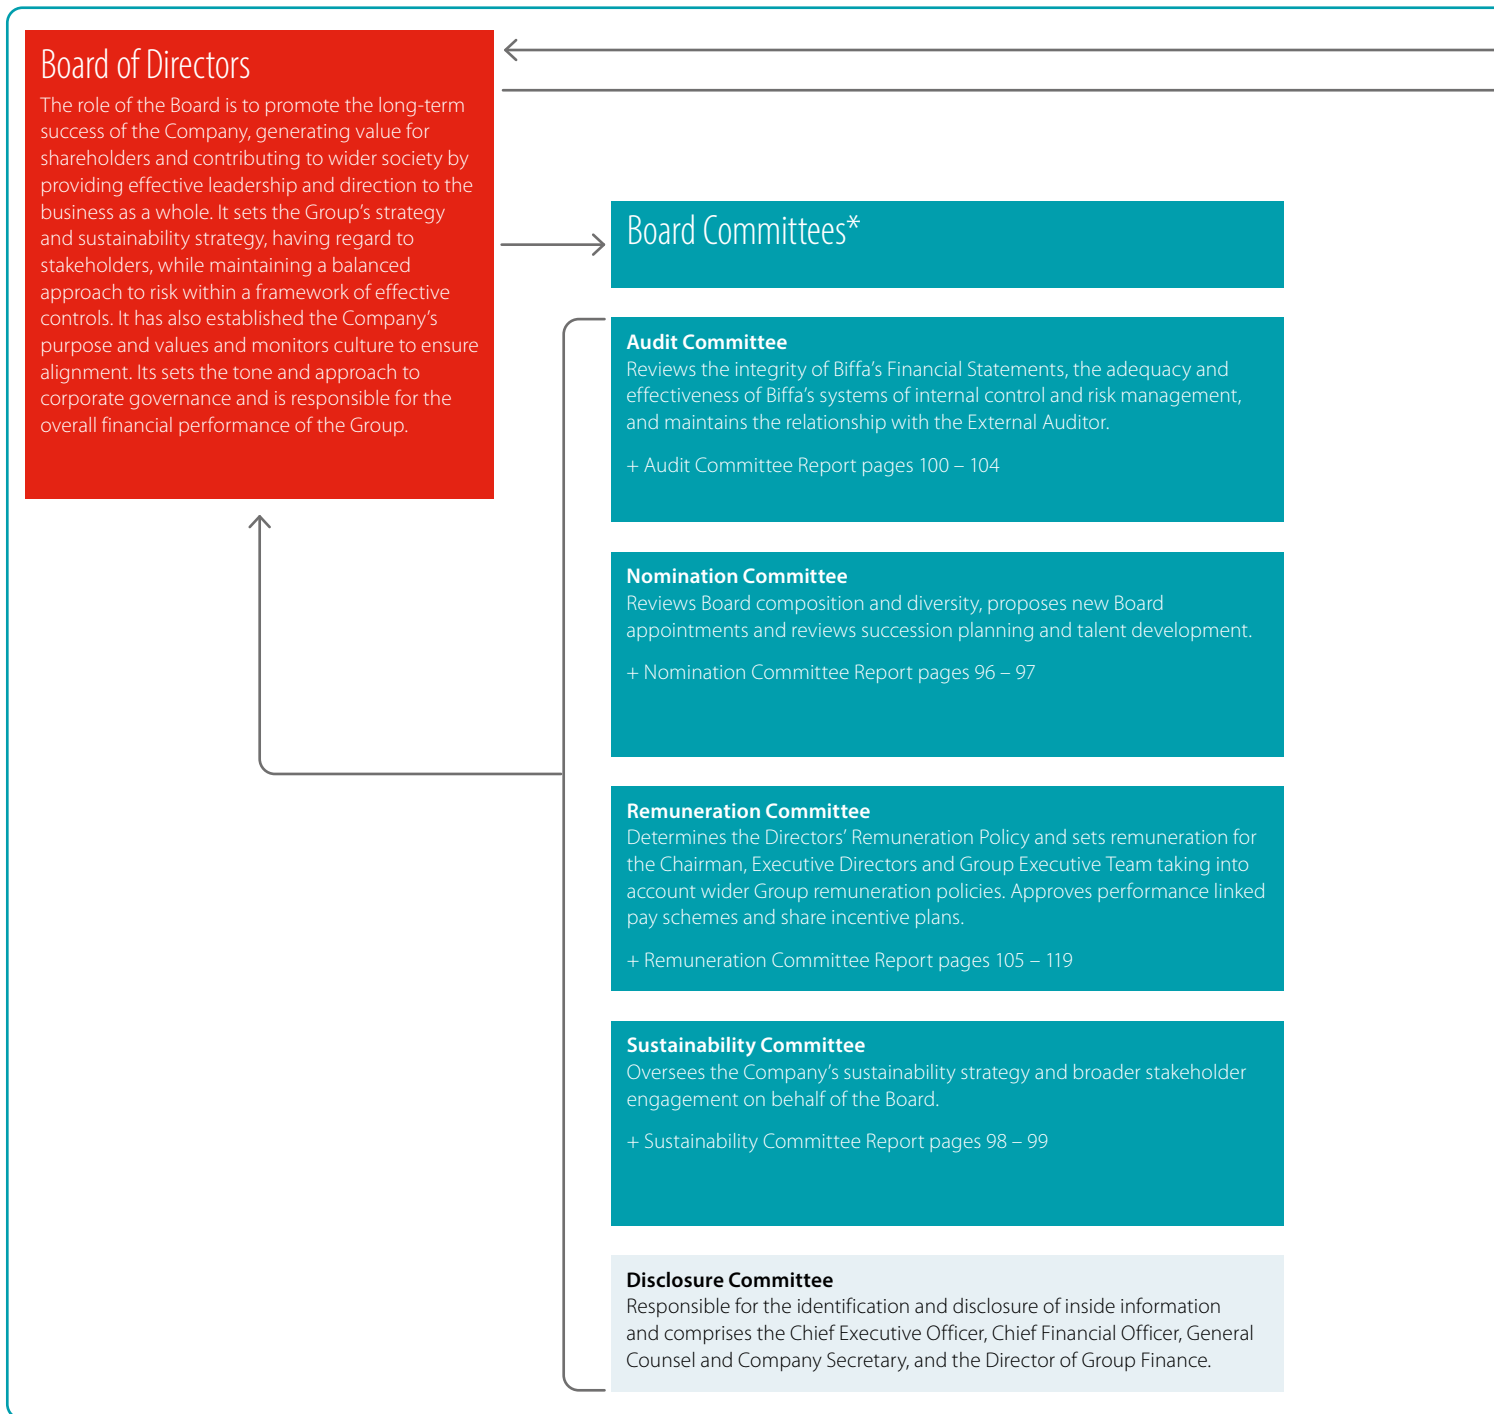 Board of Directors
The role of the Board is to promote the long-term
success of the Company, generating value for
shareholders and contributing to wider society by
providing effective leadership and direction to the
business as a whole. It sets the Group’s strategy
and sustainability strategy, having regard to
stakeholders, while maintaining a balanced
approach to risk within a framework of effective
controls. It has also established the Company’s
purpose and values and monitors culture to ensure
alignment. Its sets the tone and approach to
corporate governance and is responsible for the
overall financial performance of the Group.
Board Committees*
Audit Committee
Reviews the integrity of Biffa’s Financial Statements, the adequacy and
effectiveness of Biffa’s systems of internal control and risk management,
and maintains the relationship with the External Auditor.
+ Audit Committee Report pages 100 – 104
Nomination Committee
Reviews Board composition and diversity, proposes new Board
appointments and reviews succession planning and talent development.
+ Nomination Committee Report pages 96 – 97
Remuneration Committee
Determines the Directors’ Remuneration Policy and sets remuneration for
the Chairman, Executive Directors and Group Executive Team taking into
account wider Group remuneration policies. Approves performance linked
pay schemes and share incentive plans.
+ Remuneration Committee Report pages 105 – 119
Sustainability Committee
Oversees the Company’s sustainability strategy and broader stakeholder
engagement on behalf of the Board.
+ Sustainability Committee Report pages 98 – 99
Disclosure Committee
Responsible for the identification and disclosure of inside information
and comprises the Chief Executive Officer, Chief Financial Officer, General
Counsel and Company Secretary, and the Director of Group Finance.